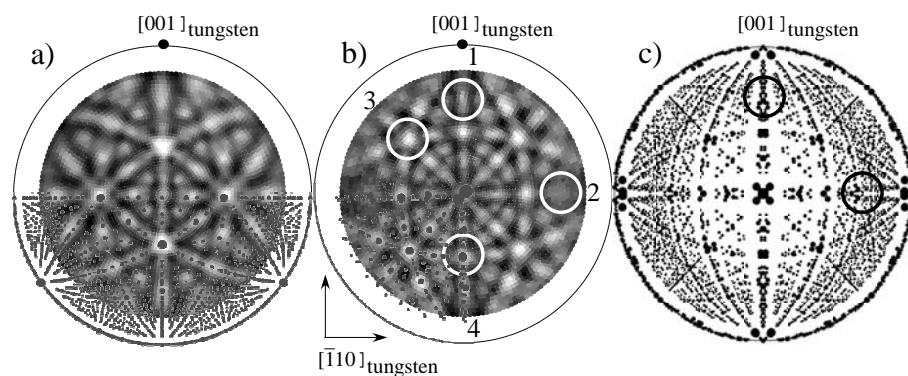 [001]tungsten [001]tungsten [001]tungsten
a) b) c)
1
3
2
4
[1̅10]tungsten